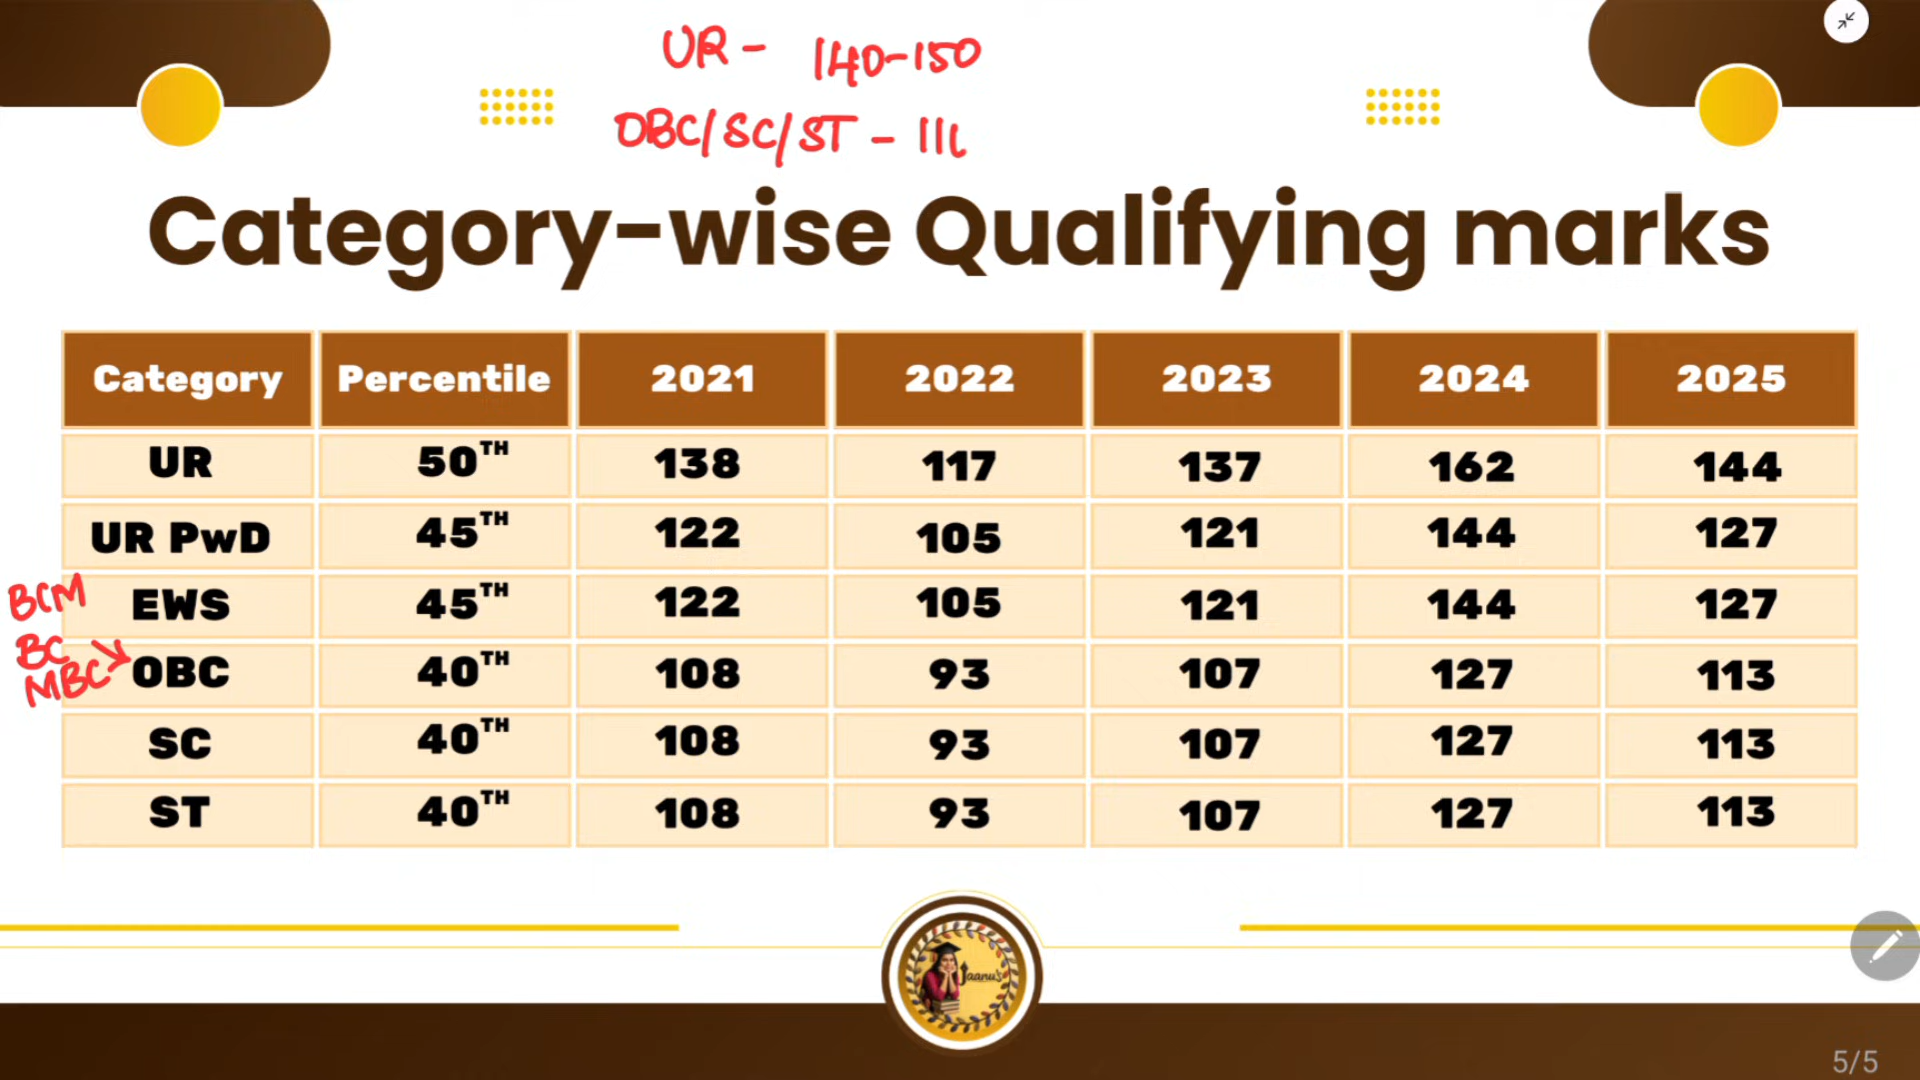 UR - 140-150
OBC/SC/ST - 11
Category-wise Qualifying marks
Category Percentile 2021 2022 2023 2024 2025
UR 50TH 138 117 137 162 144
UR PwD 45TH 122 105 121 144 127
BCM EWS 45TH 122 105 121 144 127
BC
MBC OBC 40TH 108 93 107 127 113
SC 40TH 108 93 107 127 113
ST 40TH 108 93 107 127 113
Jaanu's
5/5